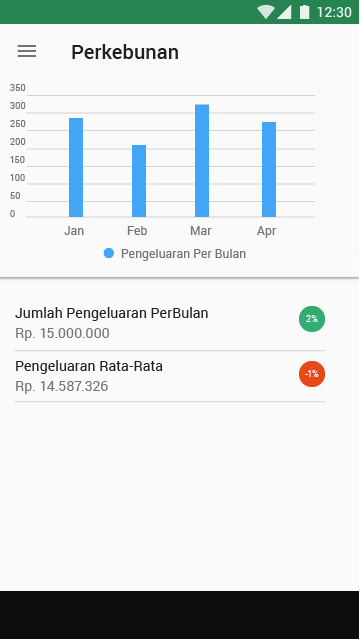 12:30
Perkebunan
350
300
250
200
150
100
50
0
Jan Feb Mar Apr
Pengeluaran Per Bulan
Jumlah Pengeluaran PerBulan
Rp. 15.000.000
2%
Pengeluaran Rata-Rata
Rp. 14.587.326
-1%